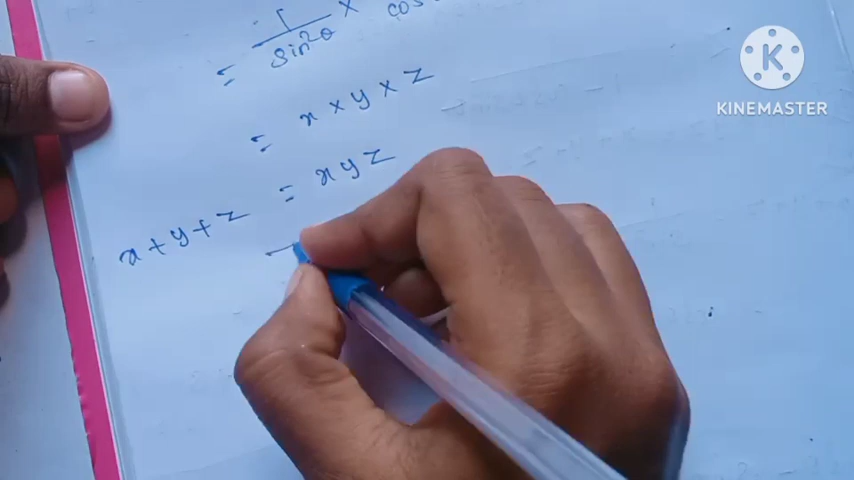 = 1/sin²θ × cos
= x × y × z
x + y + z = xyz
KINEMASTER